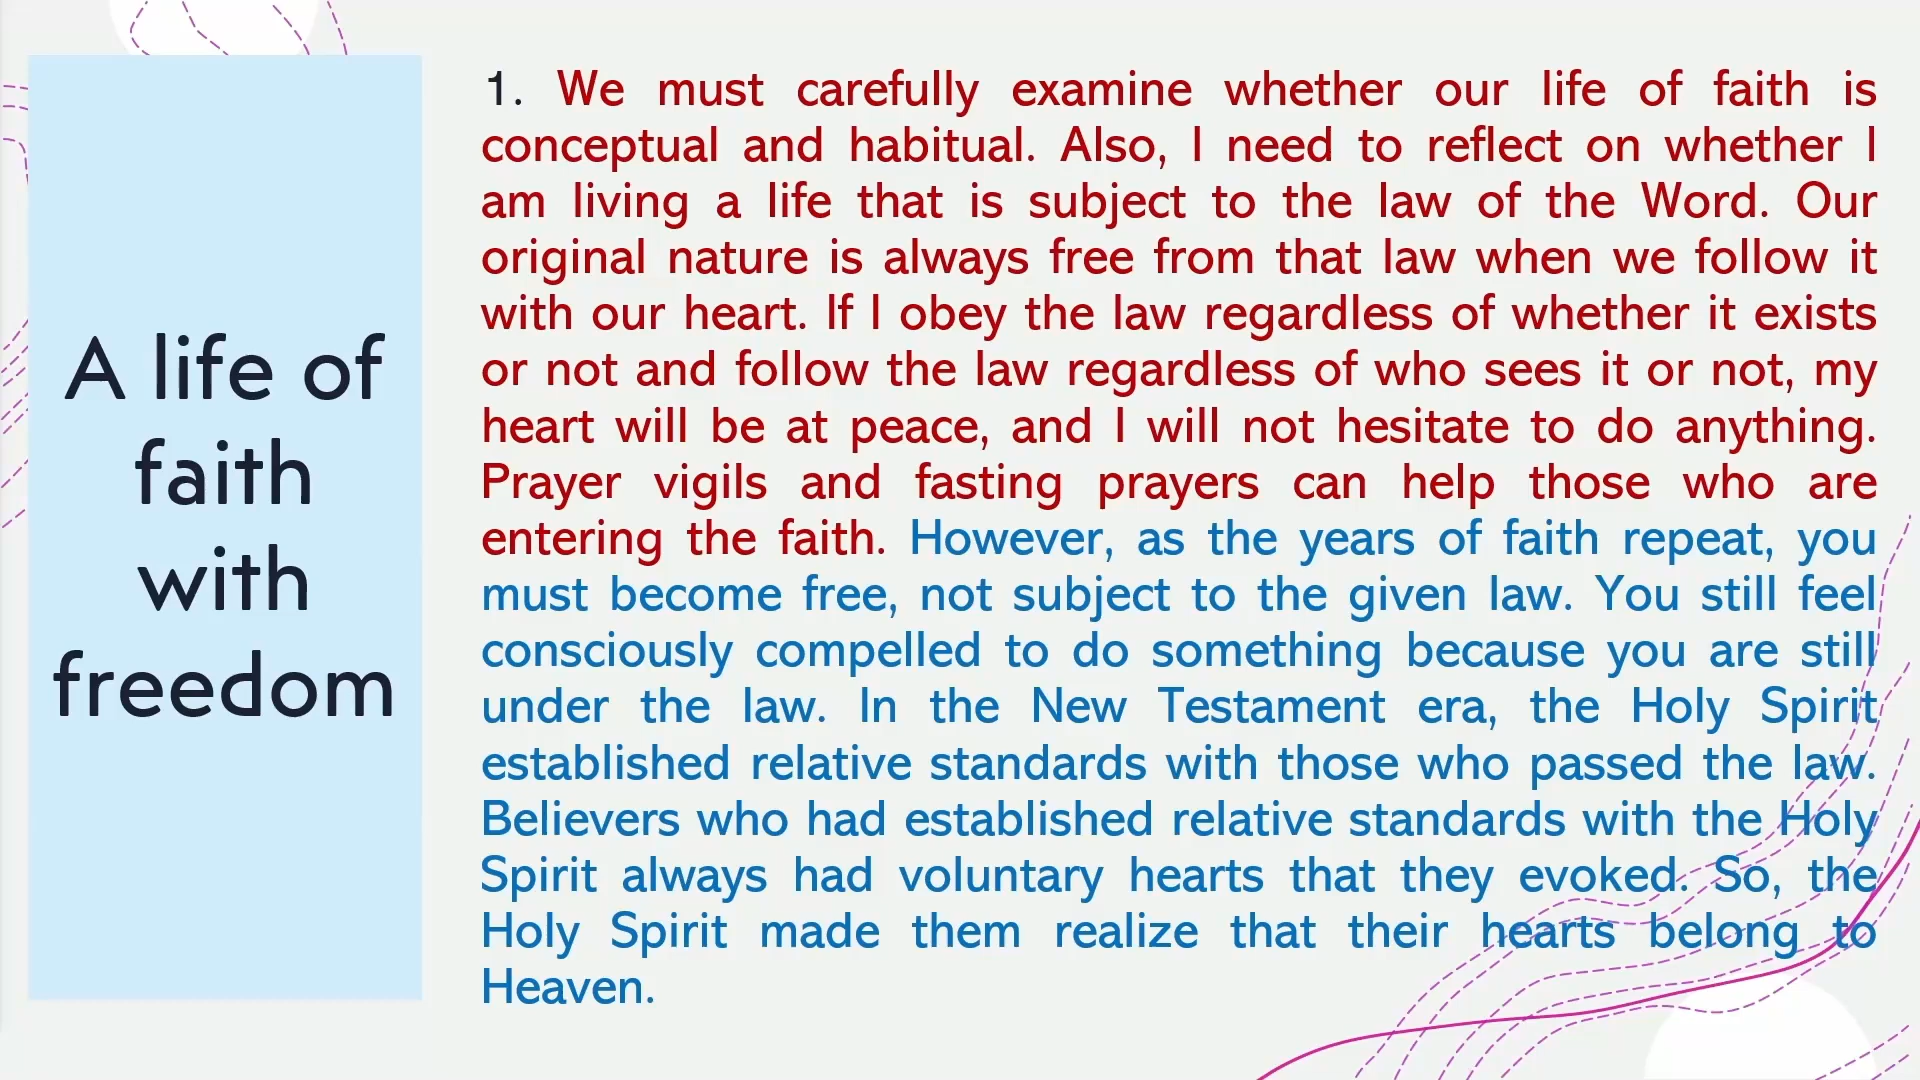 A life of
faith
with
freedom
1. We must carefully examine whether our life of faith is
conceptual and habitual. Also, I need to reflect on whether I
am living a life that is subject to the law of the Word. Our
original nature is always free from that law when we follow it
with our heart. If I obey the law regardless of whether it exists
or not and follow the law regardless of who sees it or not, my
heart will be at peace, and I will not hesitate to do anything.
Prayer vigils and fasting prayers can help those who are
entering the faith. However, as the years of faith repeat, you
must become free, not subject to the given law. You still feel
consciously compelled to do something because you are still
under the law. In the New Testament era, the Holy Spirit
established relative standards with those who passed the law.
Believers who had established relative standards with the Holy
Spirit always had voluntary hearts that they evoked. So, the
Holy Spirit made them realize that their hearts belong to
Heaven.